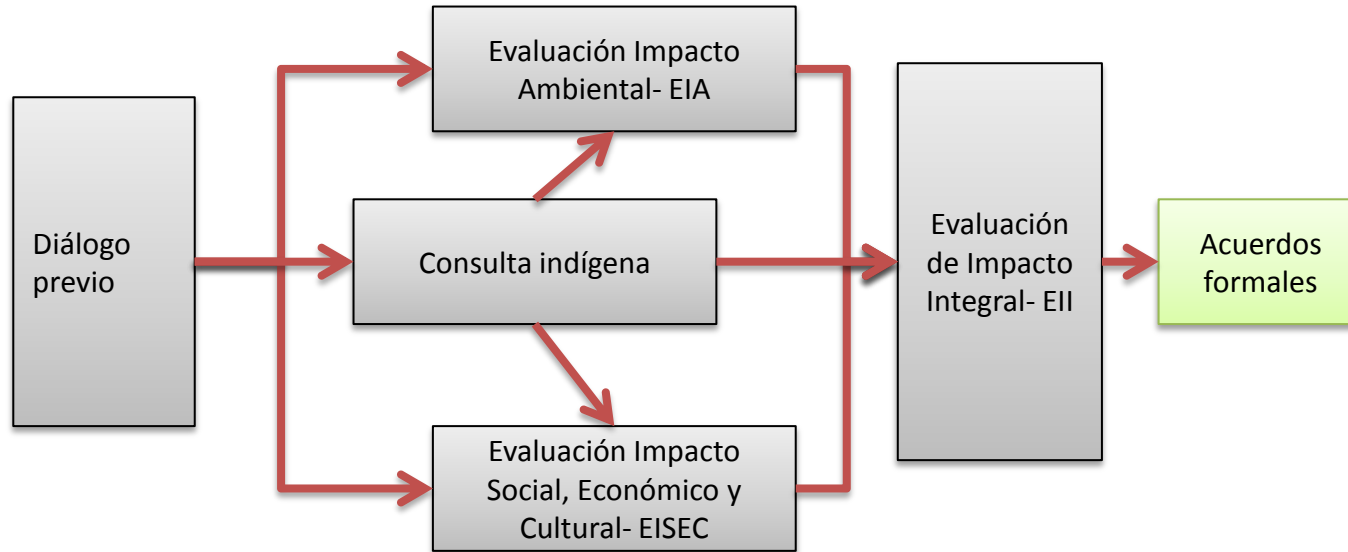 Diálogo
previo
Evaluación Impacto
Ambiental- EIA
Consulta indígena
Evaluación Impacto
Social, Económico y
Cultural- EISEC
Evaluación
de Impacto
Integral- EII
Acuerdos
formales